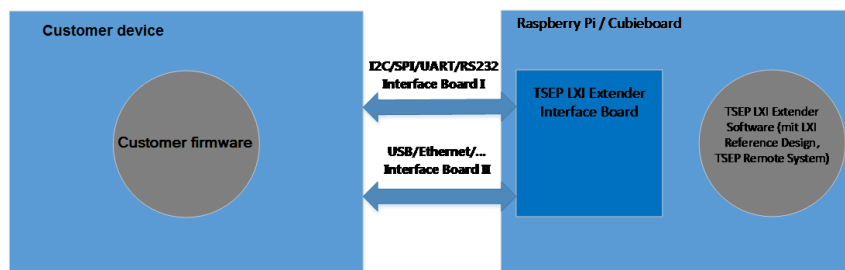 Customer device
Customer firmware
I2C/SPI/UART/RS232
Interface Board I
USB/Ethernet/...
Interface Board II
Raspberry Pi / Cubieboard
TSEP LXI Extender
Interface Board
TSEP LXI Extender
Software (mit LXI
Reference Design,
TSEP Remote System)